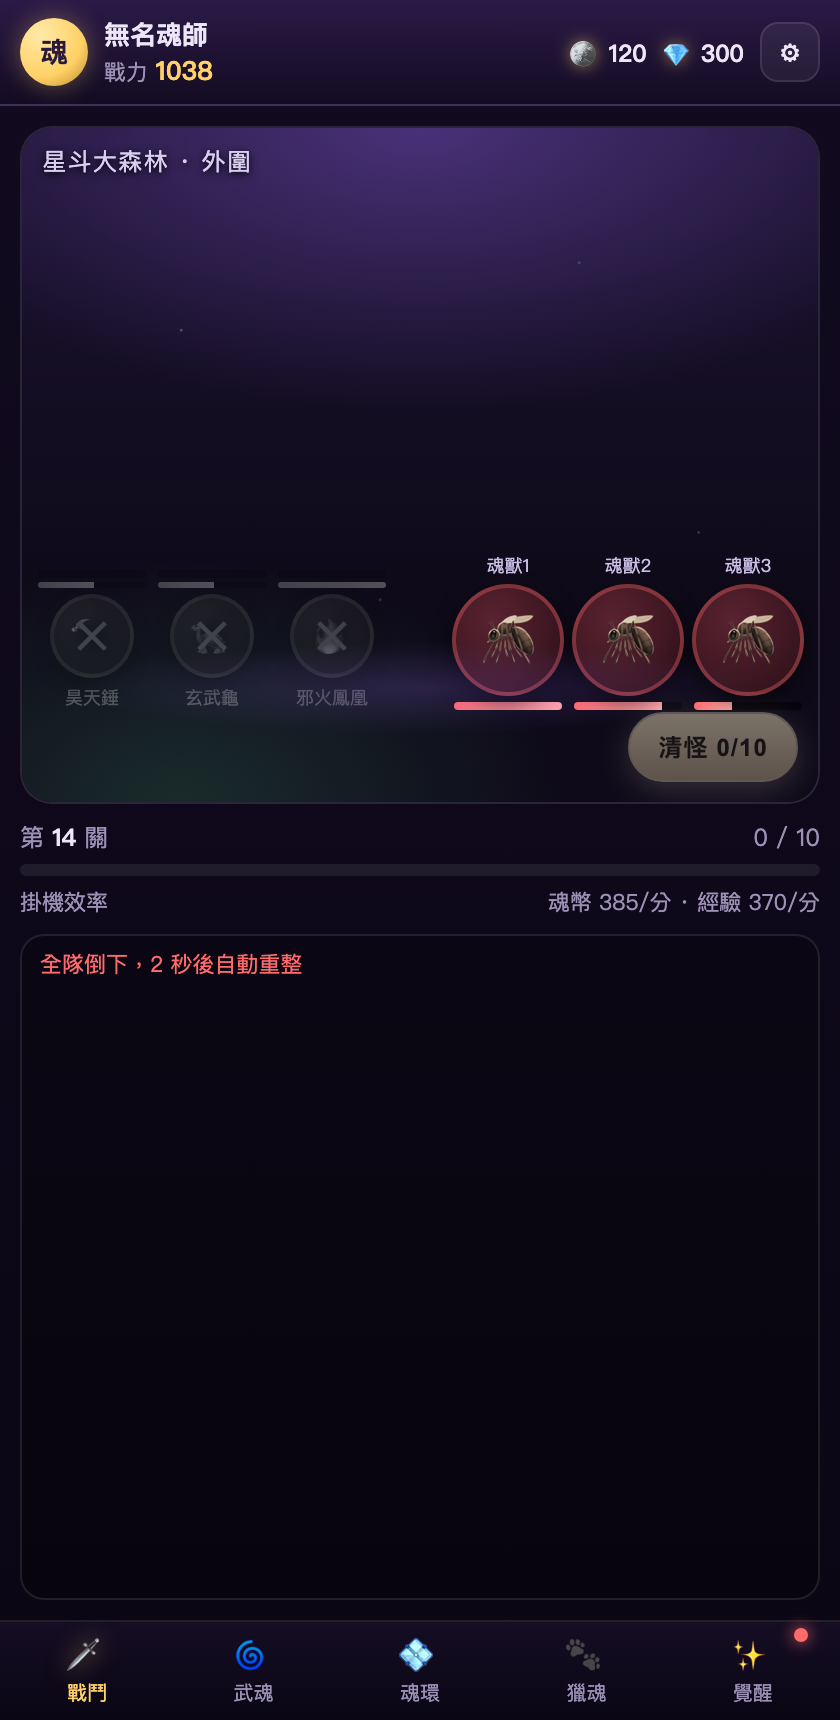 魂
無名魂師
戰力 1038
120 300
星斗大森林 · 外圍
魂獸1 魂獸2 魂獸3
昊天錘 玄武龜 邪火鳳凰
清怪 0/10
第 14 關 0 / 10
掛機效率 魂幣 385/分 · 經驗 370/分
全隊倒下，2 秒後自動重整
戰鬥 武魂 魂環 獵魂 覺醒